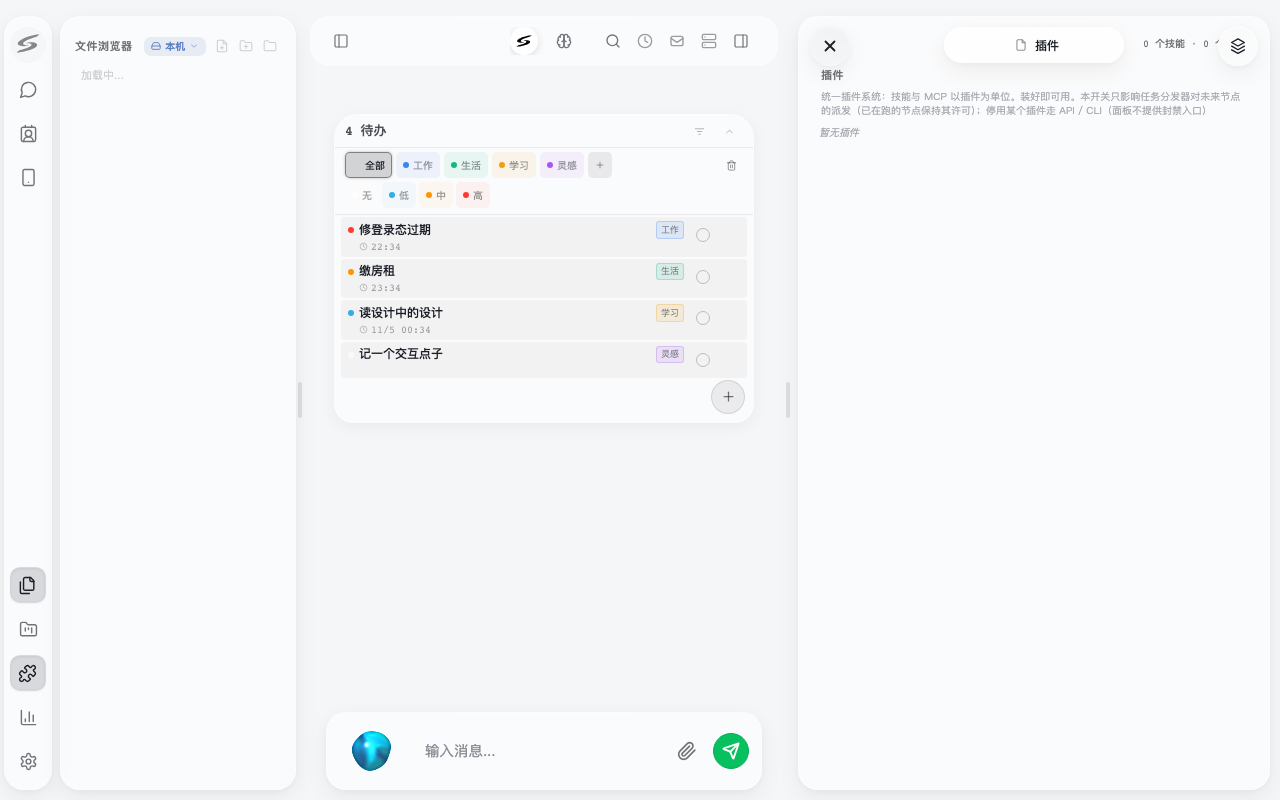 文件浏览器
本机
加载中...
4 待办
全部
工作
生活
学习
灵感
无
低
中
高
修登录态过期
22:34
工作
缴房租
23:34
生活
读设计中的设计
11/5 00:34
学习
记一个交互点子
灵感
输入消息...
插件
0 个技能 · 0
插件
统一插件系统：技能与 MCP 以插件为单位。装好即可用。本开关只影响任务分发器对未来节点
的派发（已在跑的节点保持其许可）；停用某个插件走 API / CLI（面板不提供封禁入口）
暂无插件